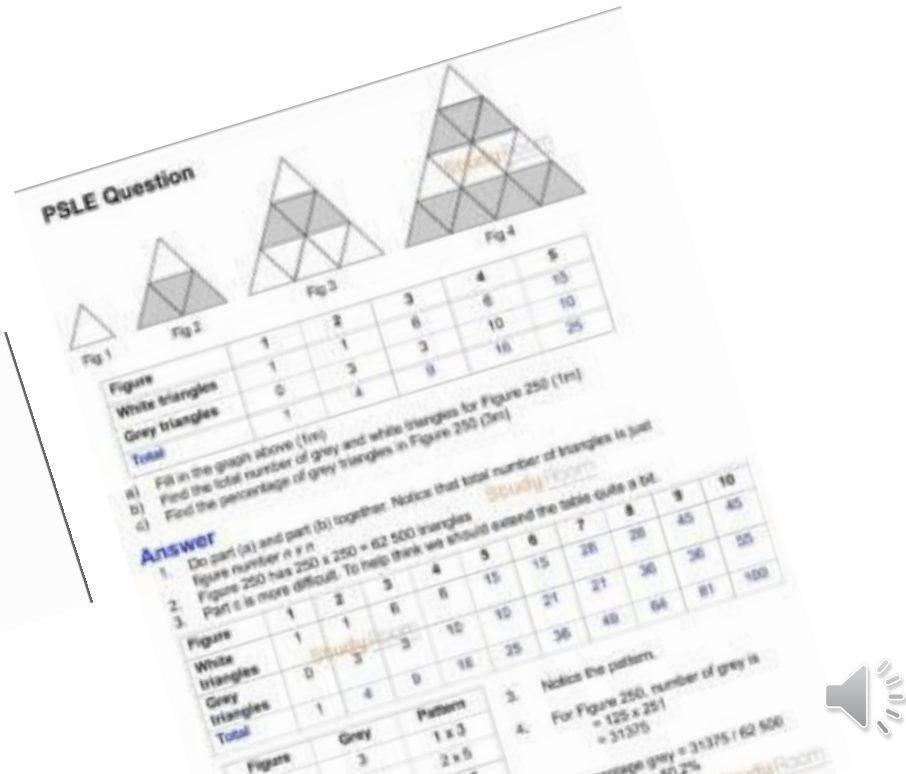 PSLE Question
Fig 1
Fig 2
Fig 3
Fig 4
Figure 1 2 3 4 5
White triangles 1 1 6 6 15
Grey triangles 0 3 3 10 10
Total 1 4 9 16 25
a) Fill in the graph above (1m)
b) Find the total number of grey and white triangles for Figure 250 (1m)
c) Find the percentage of grey triangles in Figure 250 (3m)
StudyRoom
Answer
1. Do part (a) and part (b) together. Notice that total number of triangles is just
figure number n x n
2. Figure 250 has 250 x 250 = 62 500 triangles
3. Part c is more difficult. To help think we should extend the table quite a bit.
Figure 1 2 3 4 5 6 7 8 9 10
White triangles 1 1 6 6 15 15 28 28 45 45
Grey triangles 0 3 3 10 10 21 21 36 36 55
Total 1 4 9 16 25 36 49 64 81 100
Figure Grey Pattern
3 1 x 3
2 x 5
3. Notice the pattern.
4. For Figure 250, number of grey is
= 125 x 251
= 31375
grey = 31375 / 62 500
StudyRoom